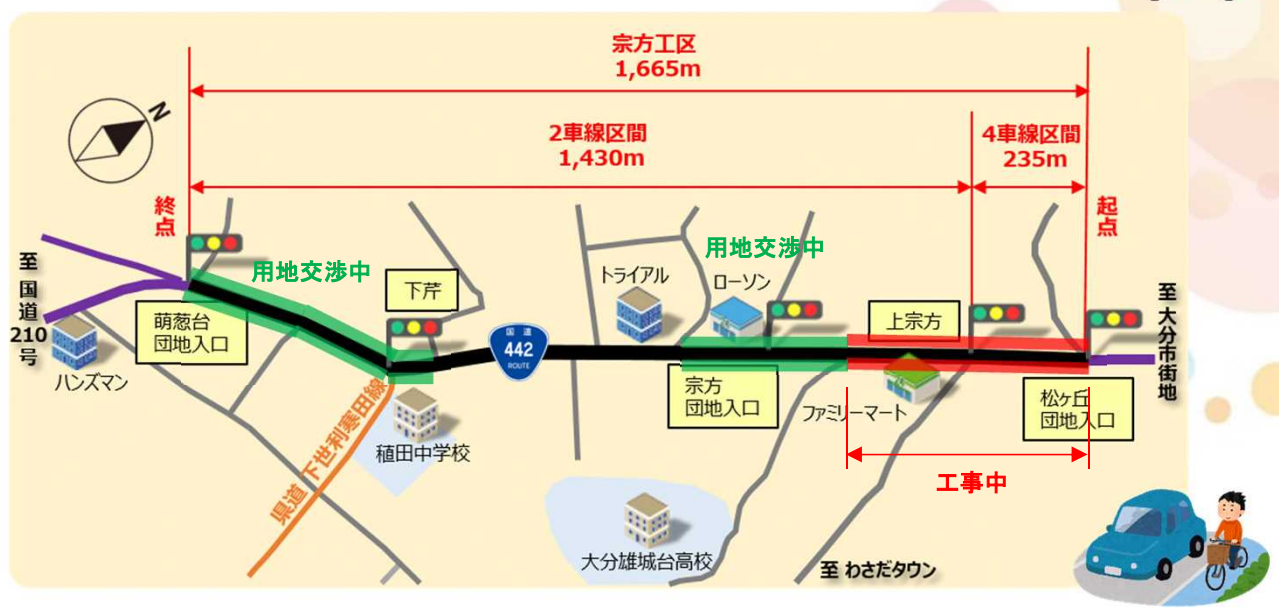 宗方工区
1,665m
2車線区間
1,430m
4車線区間
235m
N
終点
起点
至 国道210号
用地交渉中
下芹
萌葱台
団地入口
ハンズマン
国道
442
ROUTE
県道 下世利寒田線
稙田中学校
トライアル
ローソン
用地交渉中
上宗方
宗方
団地入口
ファミリーマート
松ヶ丘
団地入口
至 大分市街地
工事中
大分雄城台高校
至 わさだタウン